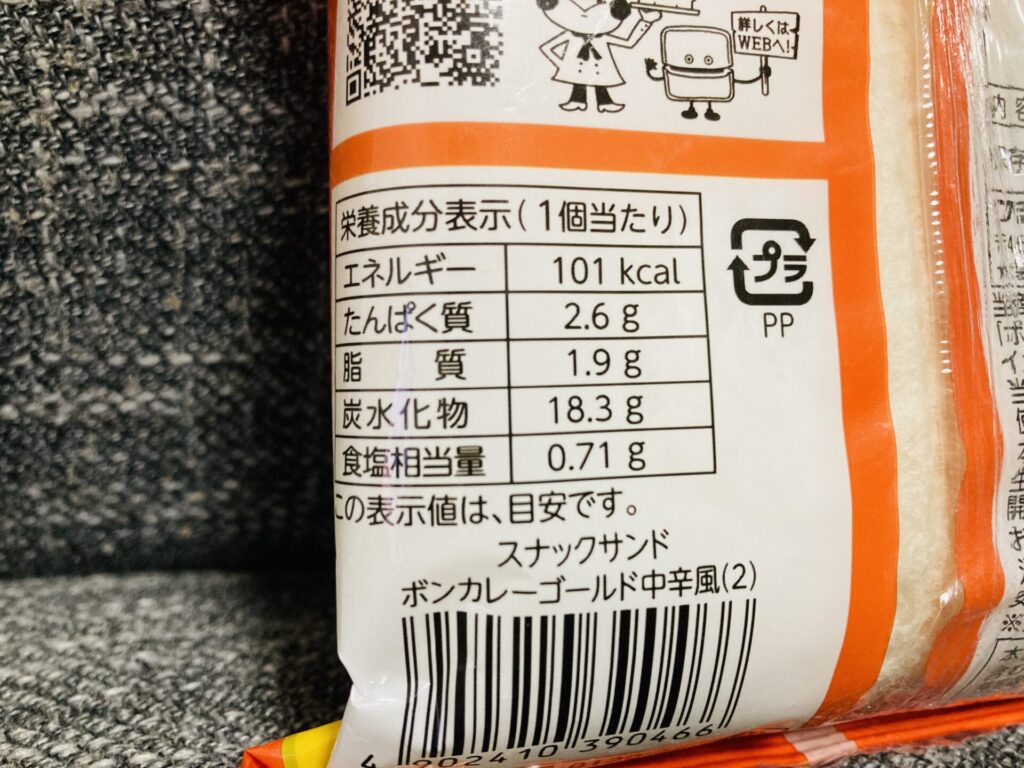 詳しくは
WEBへ!
栄養成分表示(1個当たり)
エネルギー 101 kcal
たんぱく質 2.6 g
脂質 1.9 g
炭水化物 18.3 g
食塩相当量 0.71 g
この表示値は、目安です。
プラ
PP
スナックサンド
ボンカレーゴールド中辛風(2)
4 902410 390466